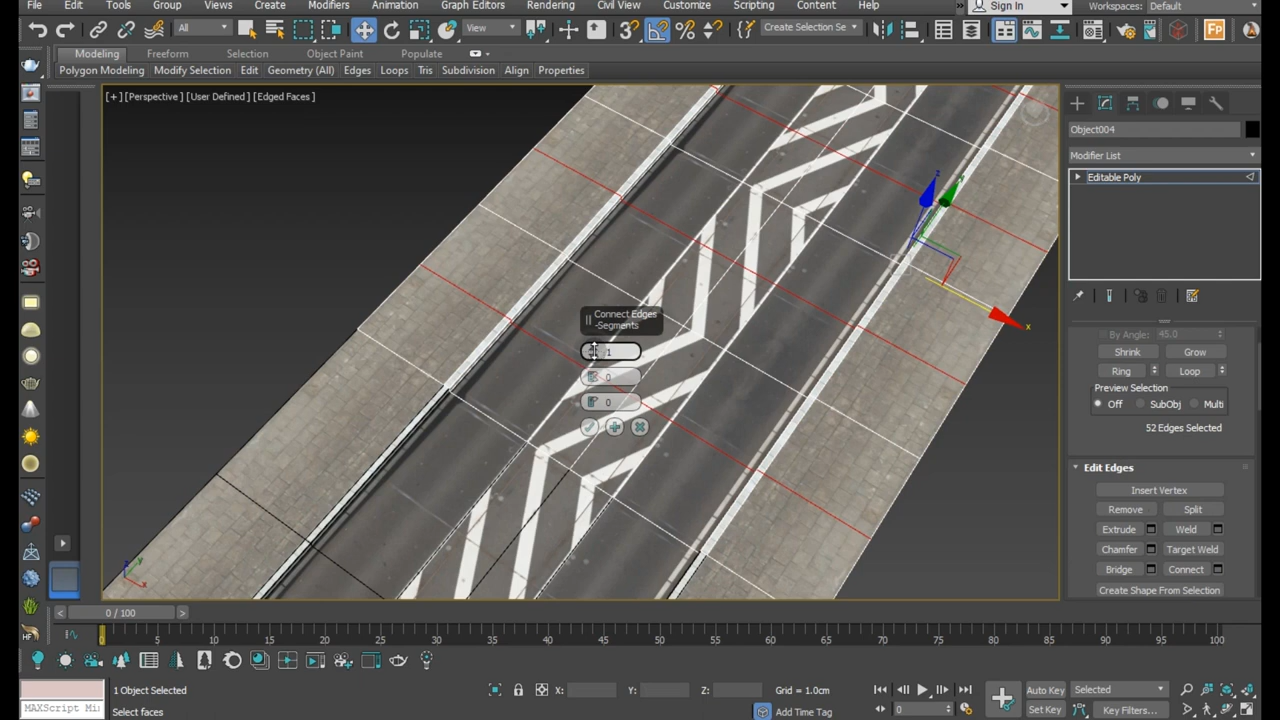 File Edit Tools Group Views Create Modifiers Animation Graph Editors Rendering Civil View Customize Scripting Content Help » Sign In Workspaces: Default
All View 3 Create Selection Se Fp
Modeling Freeform Selection Object Paint Populate
Polygon Modeling Modify Selection Edit Geometry (All) Edges Loops Tris Subdivision Align Properties
[+] [Perspective] [User Defined] [Edged Faces]
Object004
Modifier List
Editable Poly
z
x
Connect Edges
-Segments
1
0
0
By Angle: 45.0
Shrink Grow
Ring Loop
Preview Selection
Off SubObj Multi
52 Edges Selected
Edit Edges
Insert Vertex
Remove Split
Extrude Weld
Chamfer Target Weld
Bridge Connect
Create Shape From Selection
y
x
HF
< 0 / 100 >
0 5 10 15 20 25 30 35 40 45 50 55 60 65 70 75 80 85 90 95 100
1 Object Selected X: Y: Z: Grid = 1.0cm Auto Key Selected
MAXScript Mi Select faces Add Time Tag 0 Set Key Key Filters...